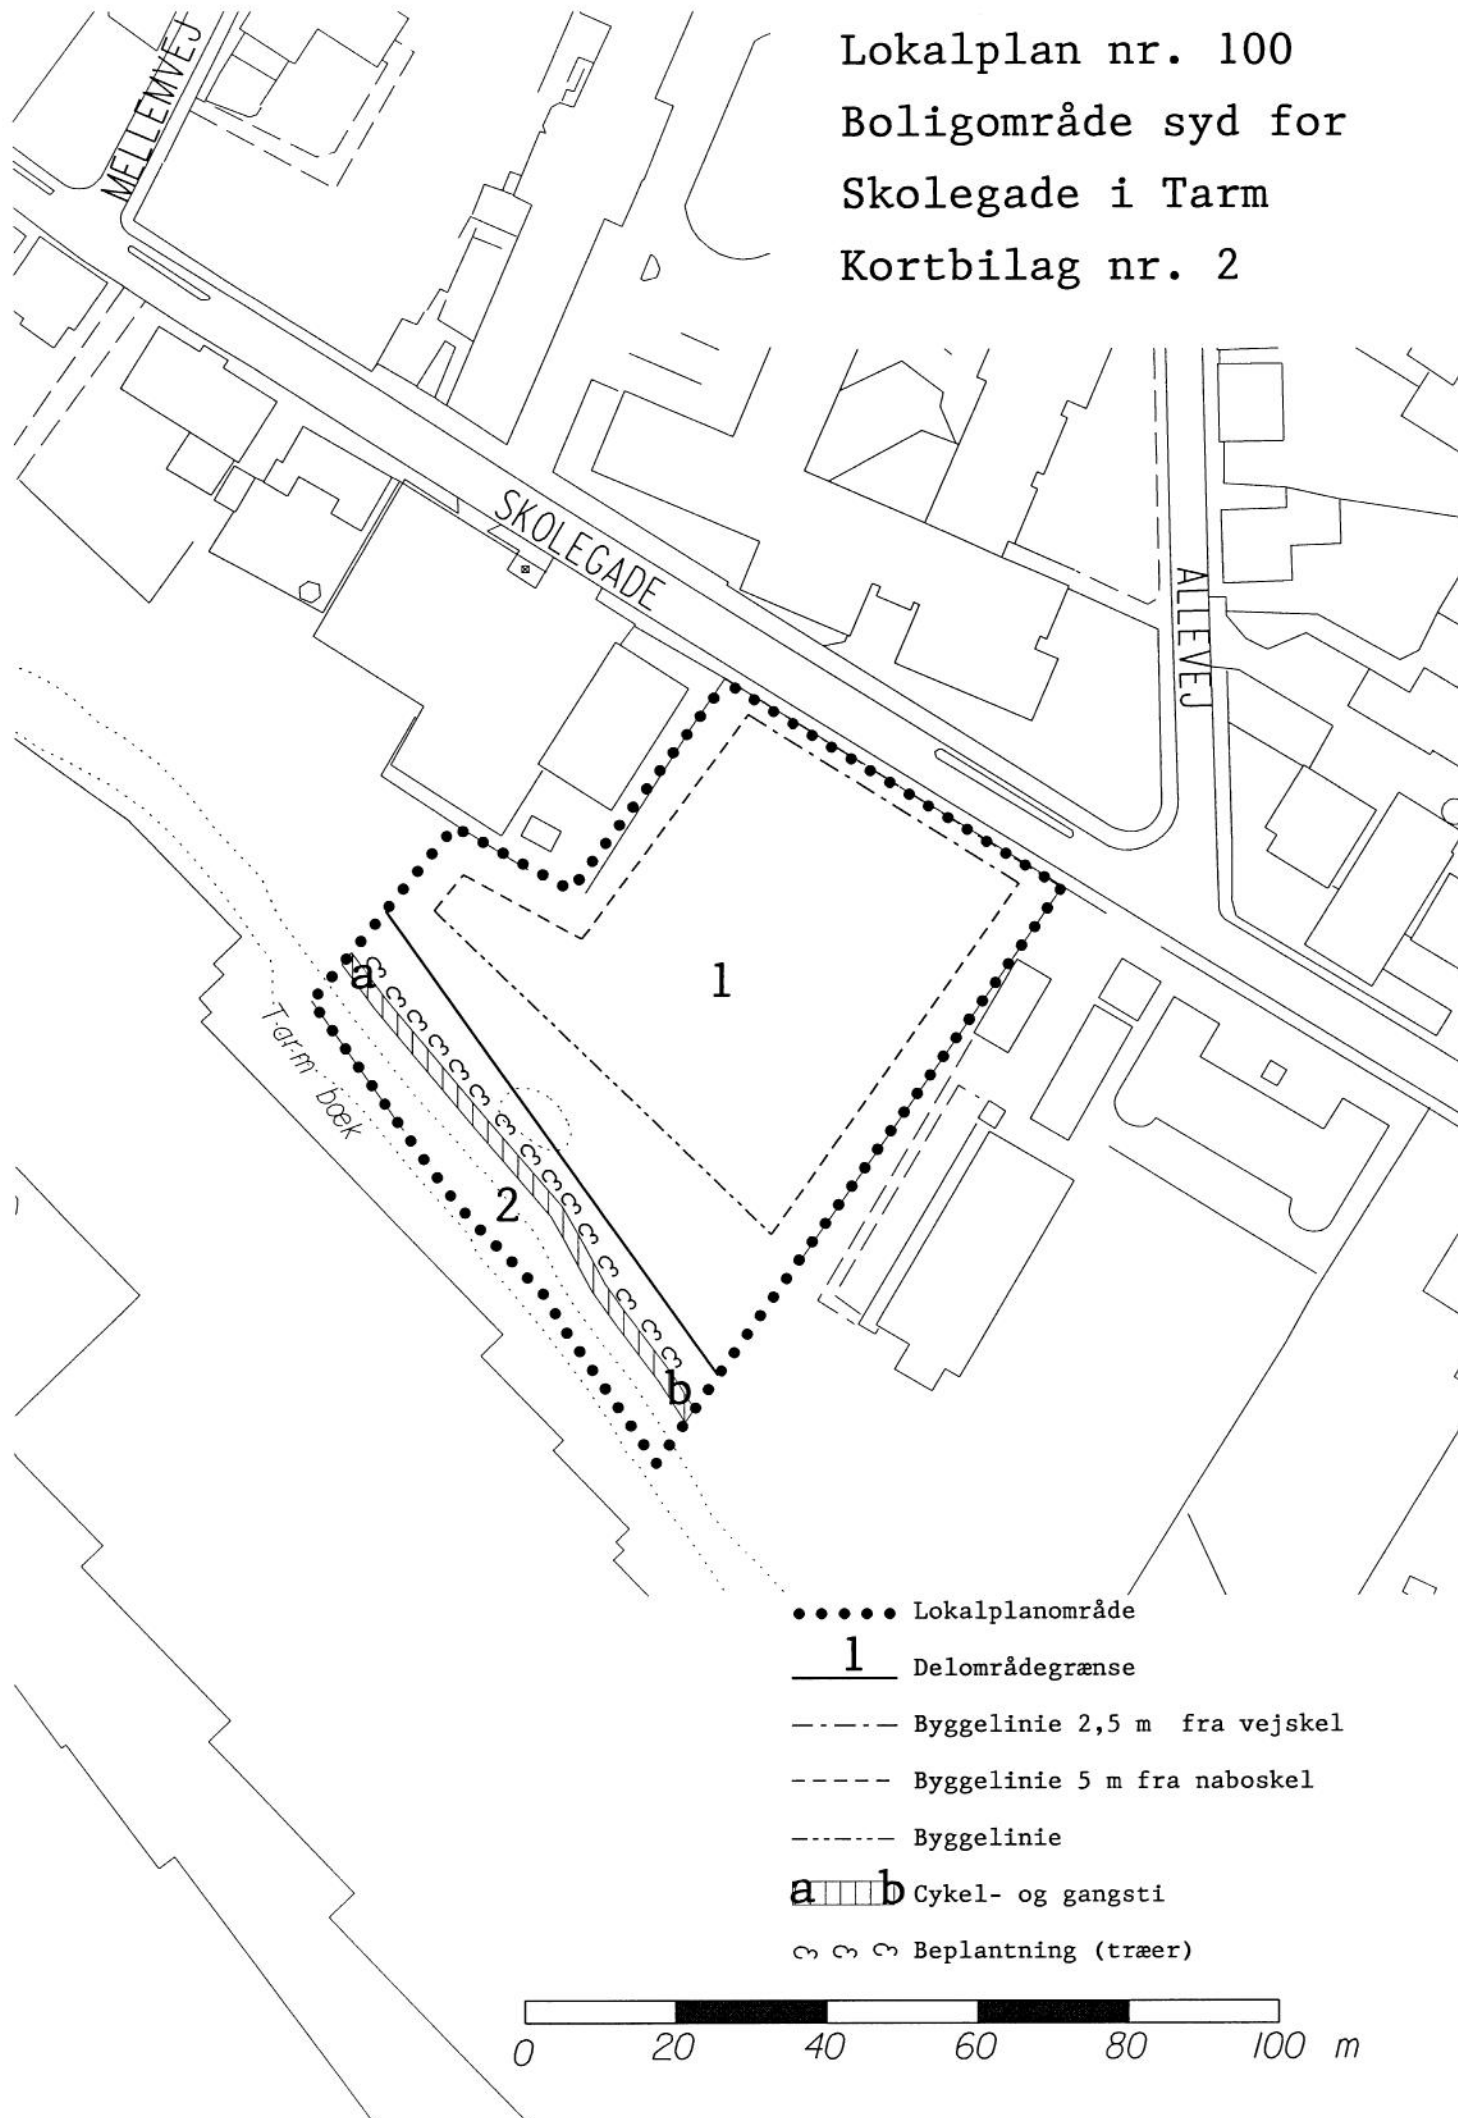 Lokalplan nr. 100
Boligområde syd for
Skolegade i Tarm
Kortbilag nr. 2
MELLEMVEJ
SKOLEGADE
ALLEVEJ
1
a
Tarm bæk
2
b
Lokalplanområde
1 Delområdegrænse
Byggelinie 2,5 m fra vejskel
Byggelinie 5 m fra naboskel
Byggelinie
a b Cykel- og gangsti
Beplantning (træer)
0 20 40 60 80 100 m